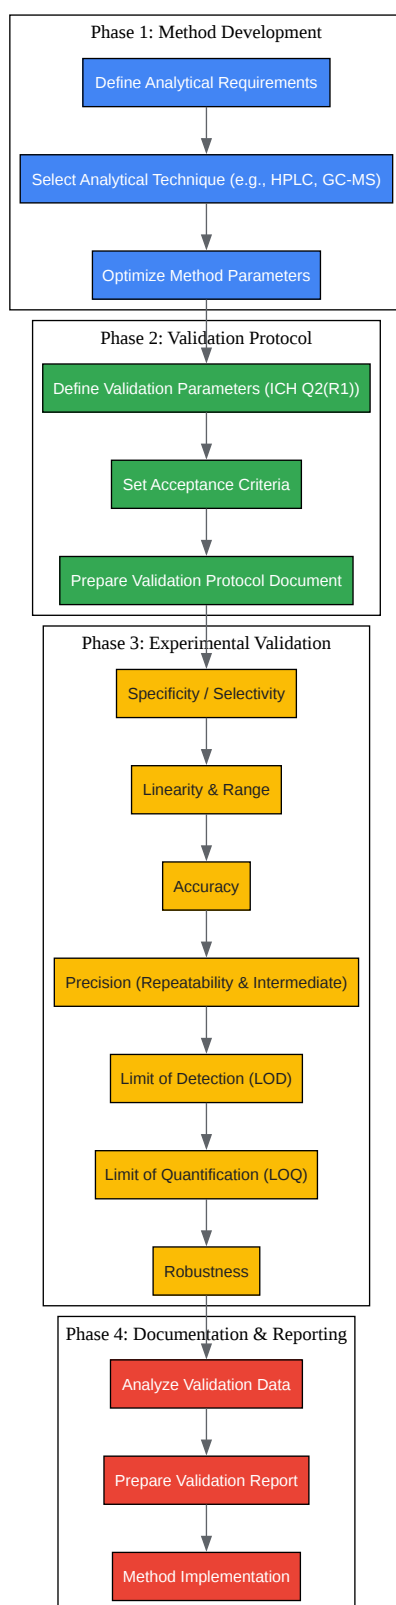 Phase 1: Method Development
Define Analytical Requirements
Select Analytical Technique (e.g., HPLC, GC-MS)
Optimize Method Parameters
Phase 2: Validation Protocol
Define Validation Parameters (ICH Q2(R1))
Set Acceptance Criteria
Prepare Validation Protocol Document
Phase 3: Experimental Validation
Specificity / Selectivity
Linearity & Range
Accuracy
Precision (Repeatability & Intermediate)
Limit of Detection (LOD)
Limit of Quantification (LOQ)
Robustness
Phase 4: Documentation & Reporting
Analyze Validation Data
Prepare Validation Report
Method Implementation